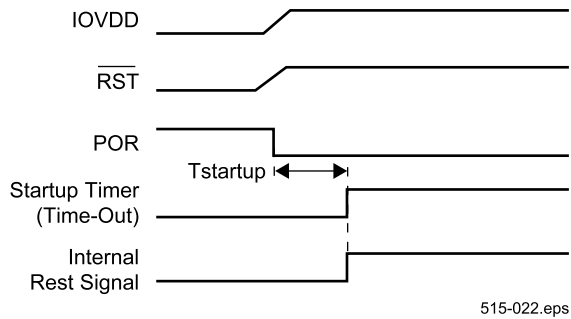 IOVDD
RST
POR
Tstartup
Startup Timer
(Time-Out)
Internal
Rest Signal
515-022.eps